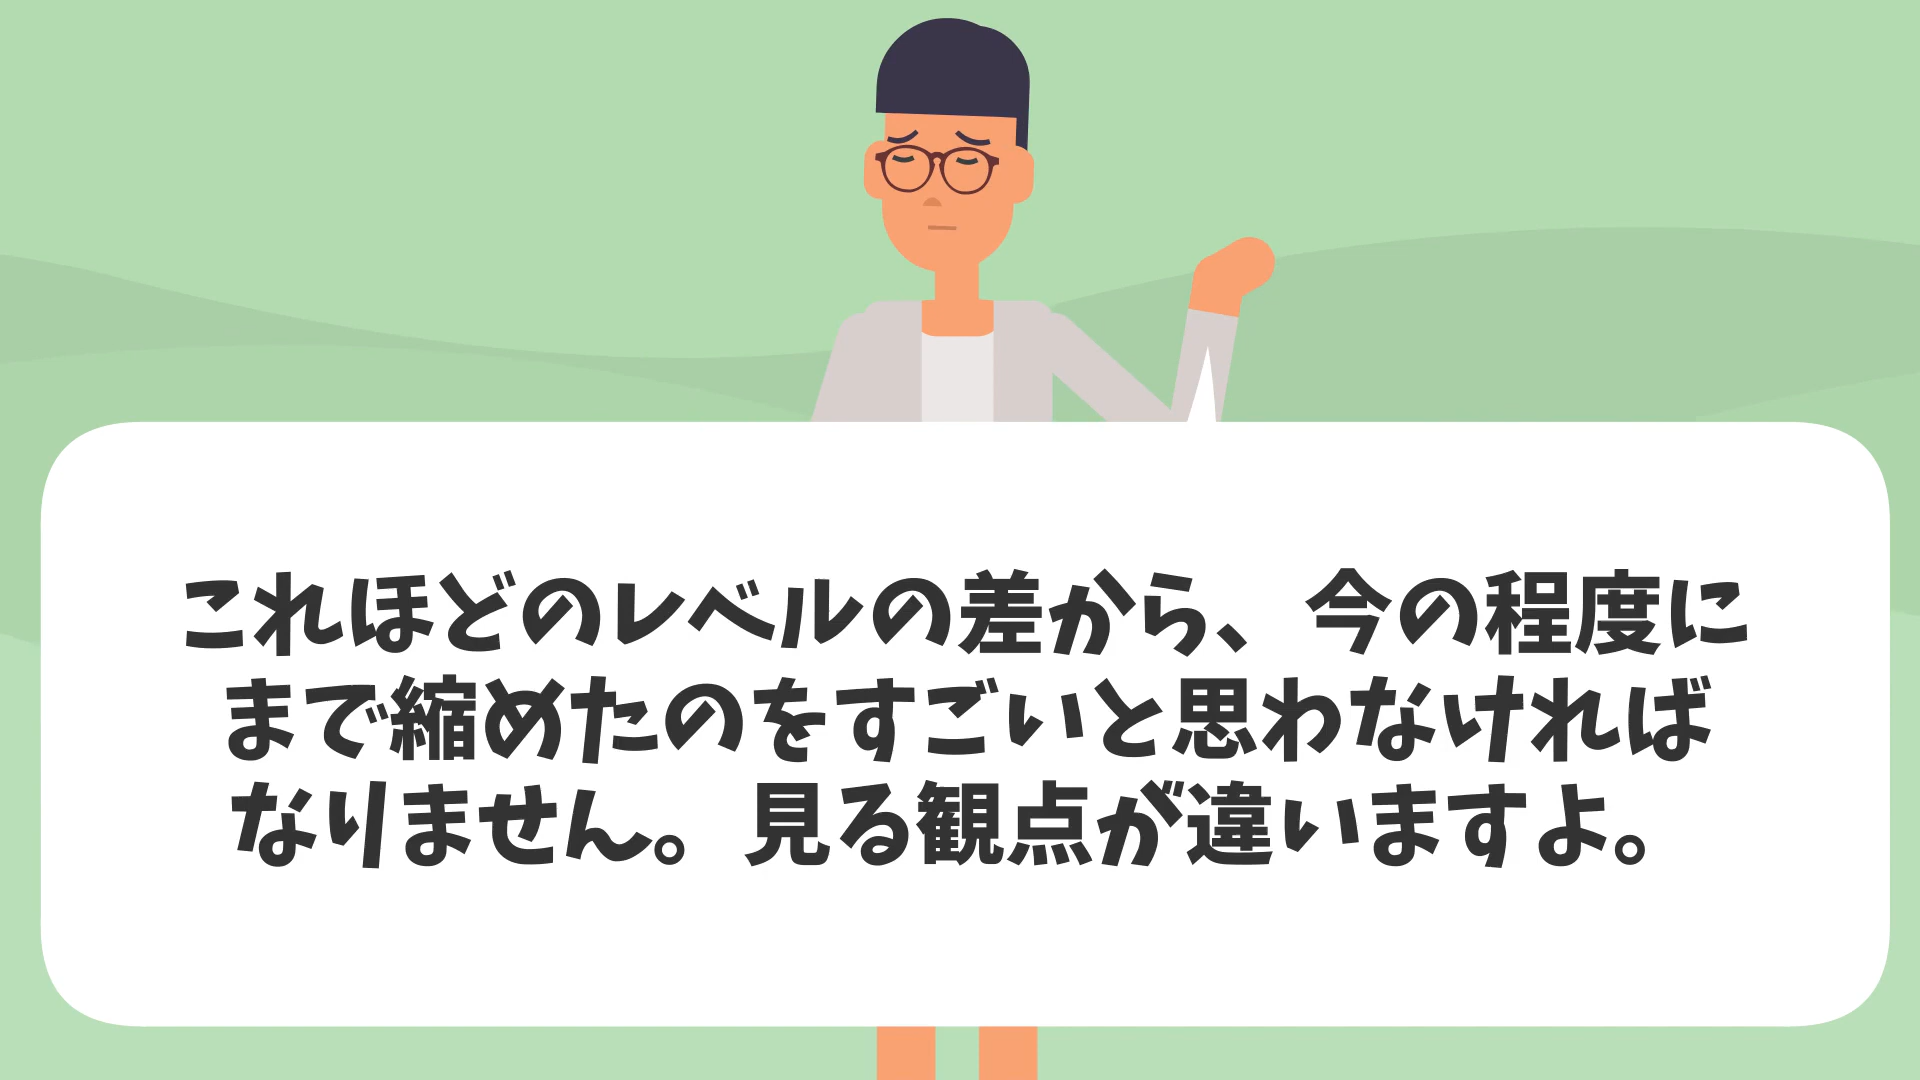 これほどのレベルの差から、今の程度に
まで縮めたのをすごいと思わなければ
なりません。見る観点が違いますよ。